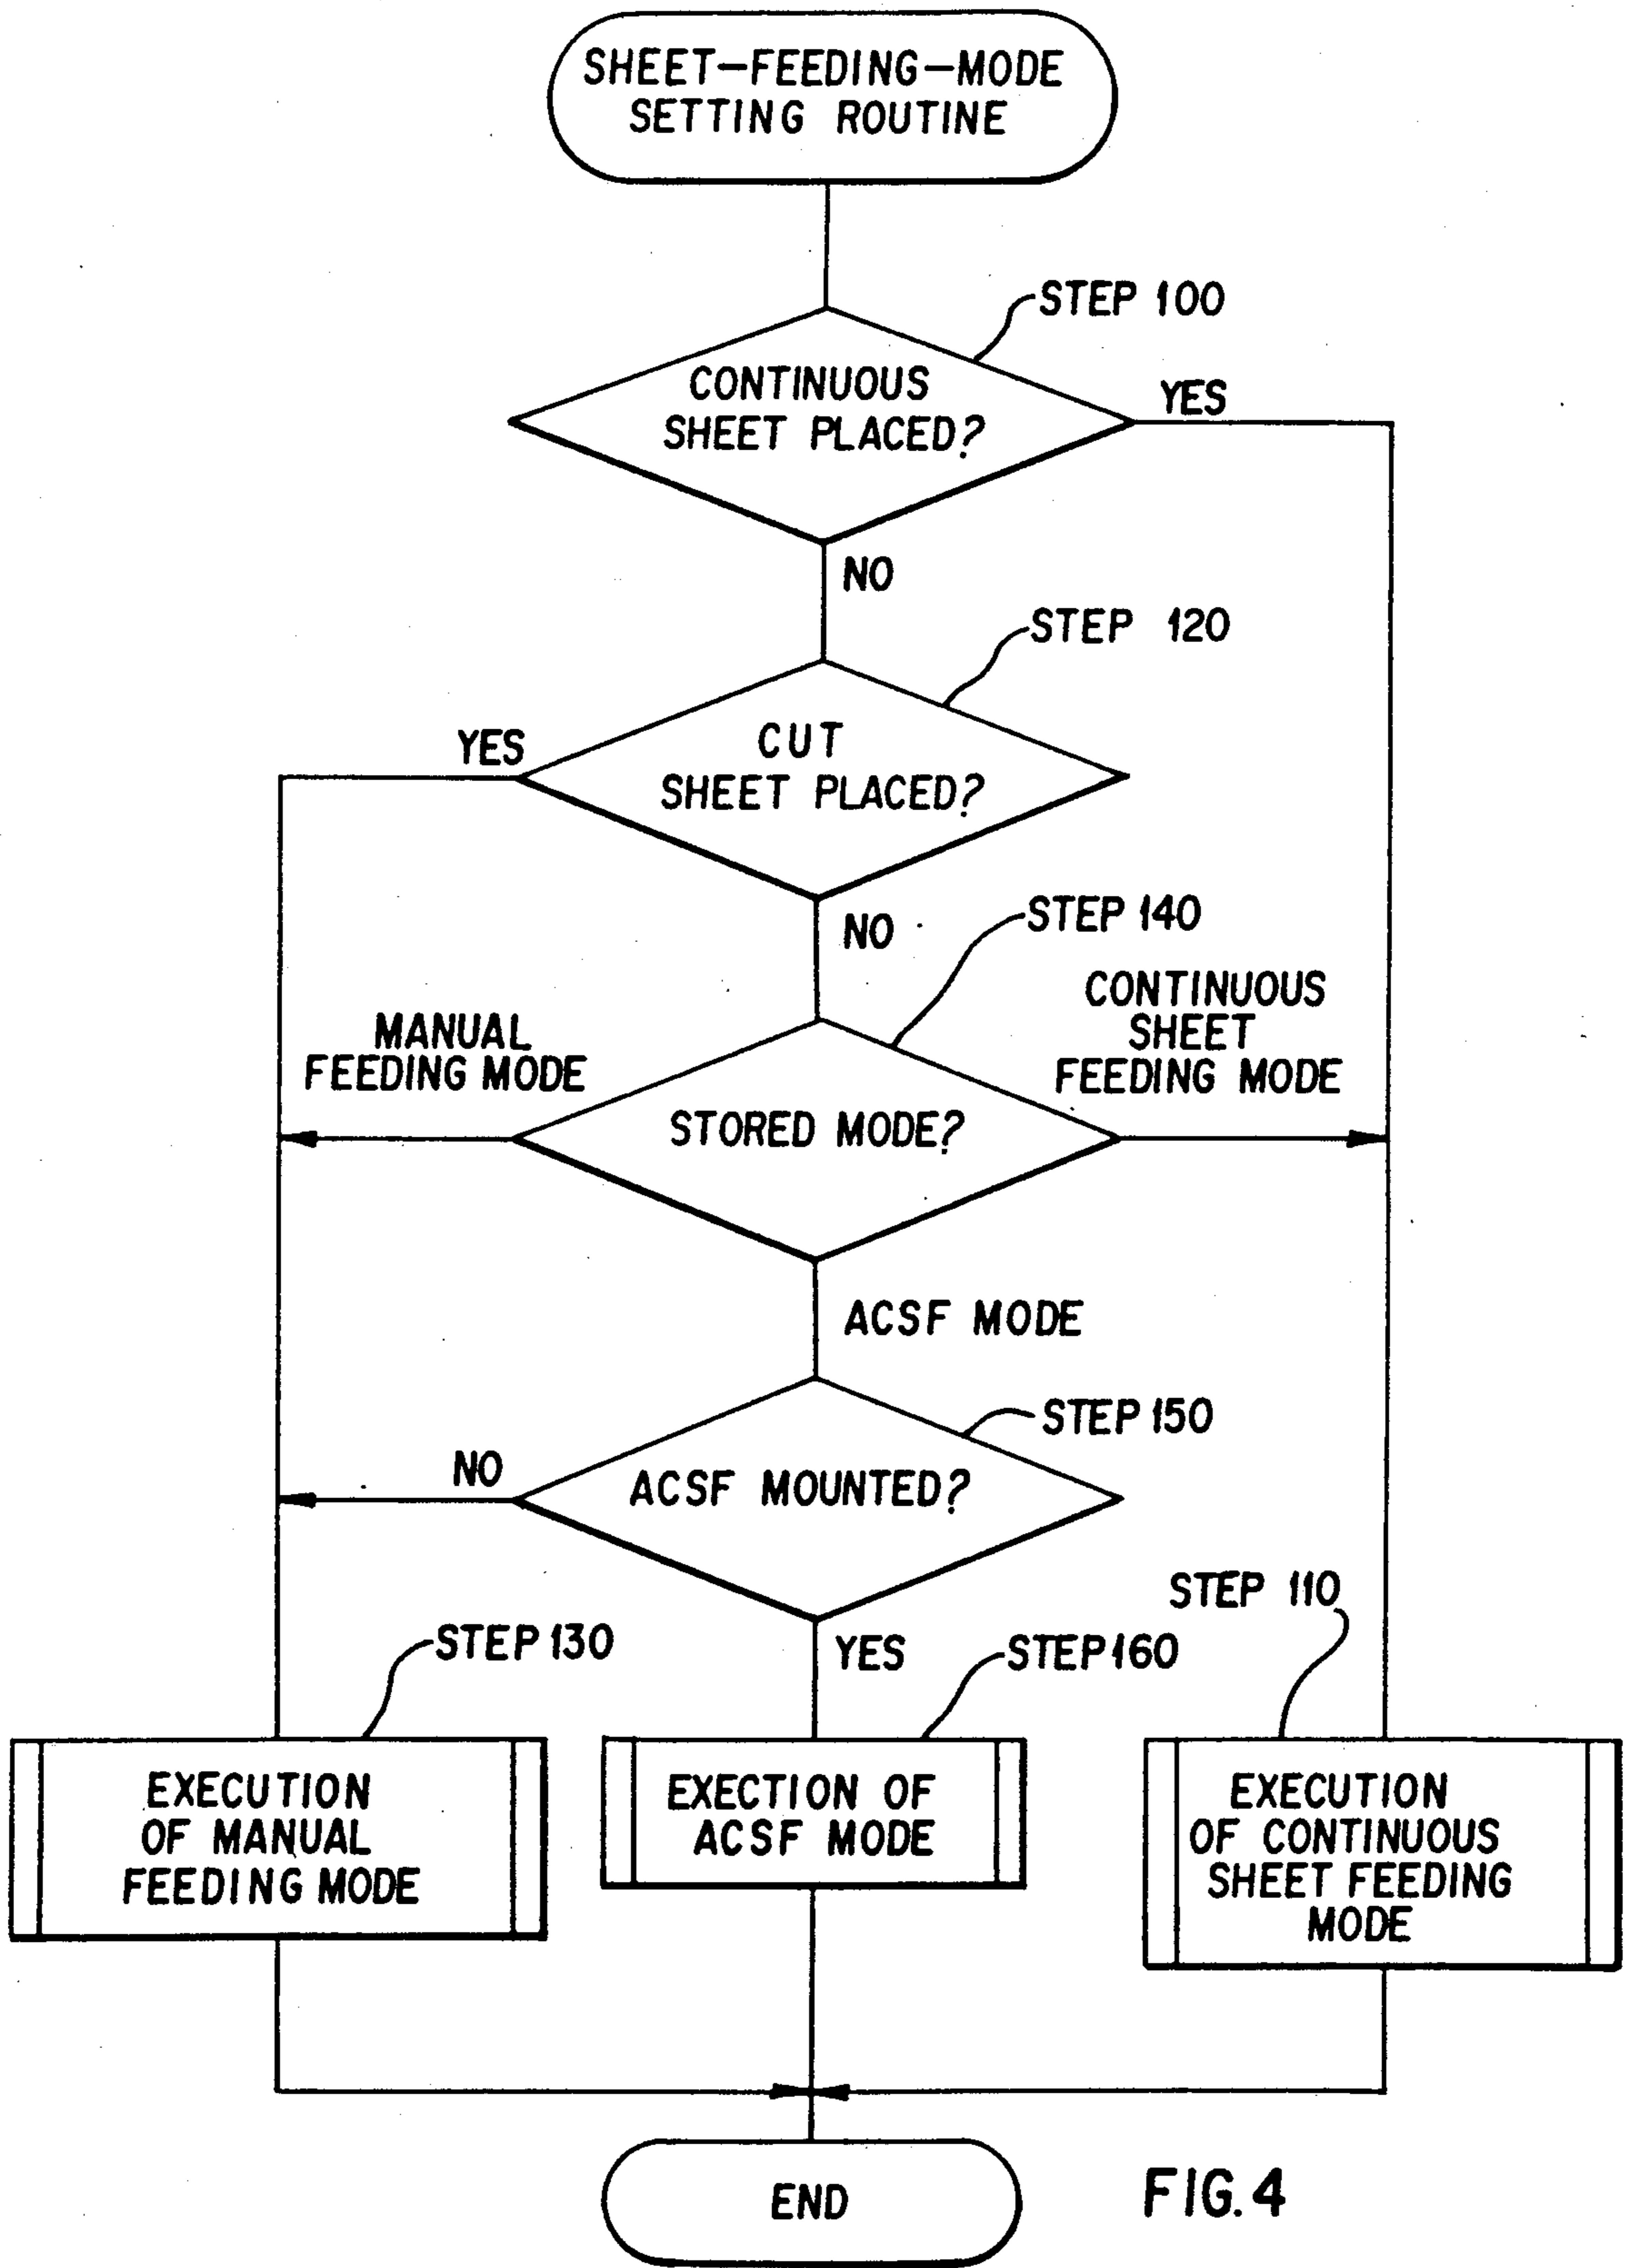 SHEET-FEEDING-MODE
SETTING ROUTINE
STEP 100
CONTINUOUS
SHEET PLACED?
YES
NO
STEP 120
YES
CUT
SHEET PLACED?
NO
STEP 140
CONTINUOUS
SHEET
FEEDING MODE
MANUAL
FEEDING MODE
STORED MODE?
ACSF MODE
STEP 150
NO
ACSF MOUNTED?
STEP 110
STEP 130
YES
STEP 160
EXECUTION
OF MANUAL
FEEDING MODE
EXECTION OF
ACSF MODE
EXECUTION
OF CONTINUOUS
SHEET FEEDING
MODE
END
FIG. 4